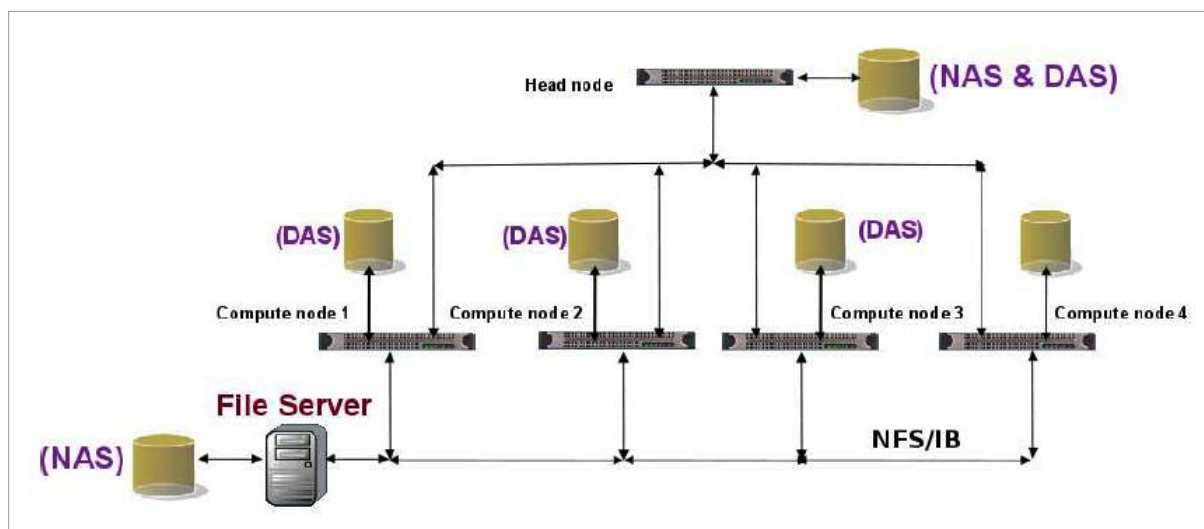 Head node
(NAS & DAS)
(DAS)
(DAS)
(DAS)
Compute node 1
Compute node 2
Compute node 3
Compute node 4
File Server
(NAS)
NFS/IB